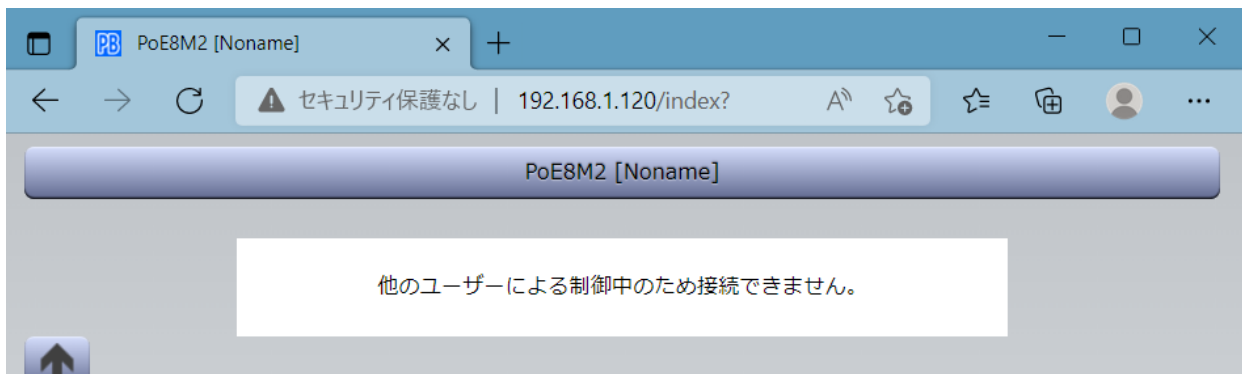 PB PoE8M2 [Noname]
セキュリティ保護なし | 192.168.1.120/index?
PoE8M2 [Noname]
他のユーザーによる制御中のため接続できません。